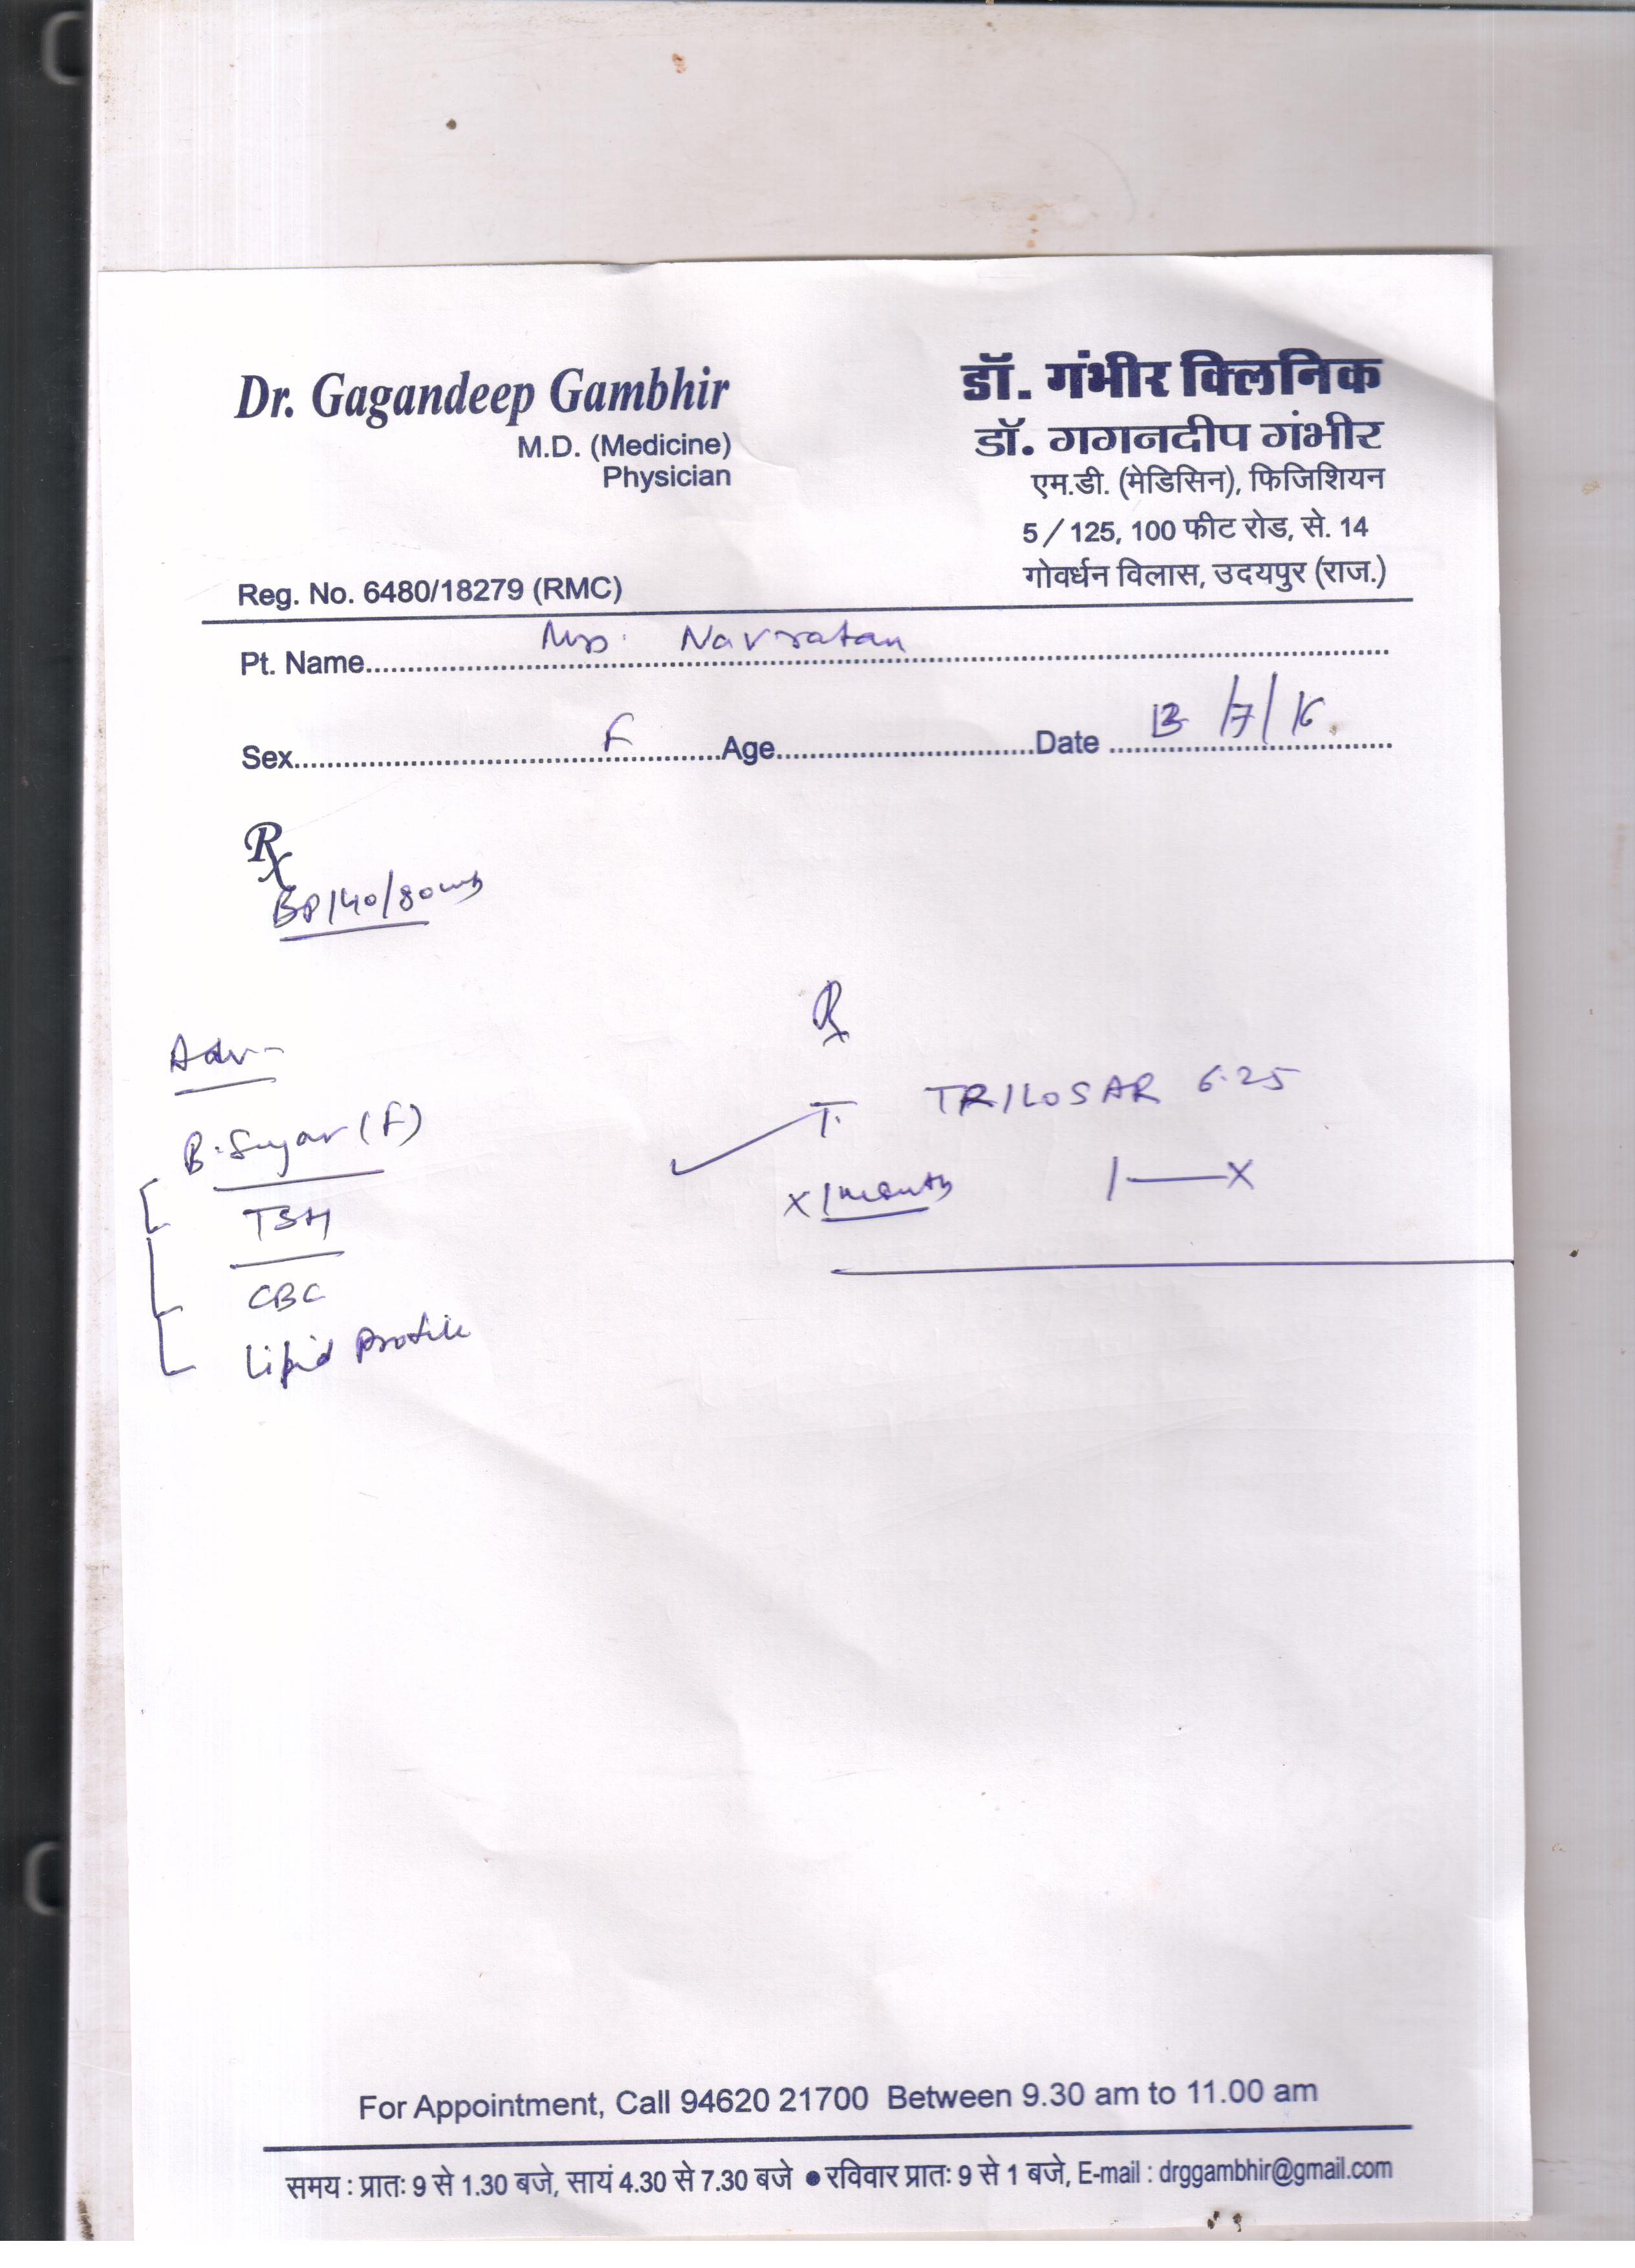 Dr. Gagandeep Gambhir
M.D. (Medicine)
Physician
Reg. No. 6480/18279 (RMC)
डॉ. गंभीर क्लिनिक
डॉ. गगनदीप गंभीर
एम.डी. (मेडिसिन), फिजिशियन
5 / 125, 100 फीट रोड, से. 14
गोवर्धन विलास, उदयपुर (राज.)
Pt. Name.......... Mrs. Navratan
Sex.......... F ..........Age..........Date .......... 13/7/16
Rx
BP 140/80
Adv-
B. Sugar (F)
TSH
CBC
Lipid Profile
Rx
T. TRILOSAR 6.25
x 1 month 1——x
For Appointment, Call 94620 21700 Between 9.30 am to 11.00 am
समय : प्रातः 9 से 1.30 बजे, सायं 4.30 से 7.30 बजे ● रविवार प्रातः 9 से 1 बजे, E-mail : drggambhir@gmail.com